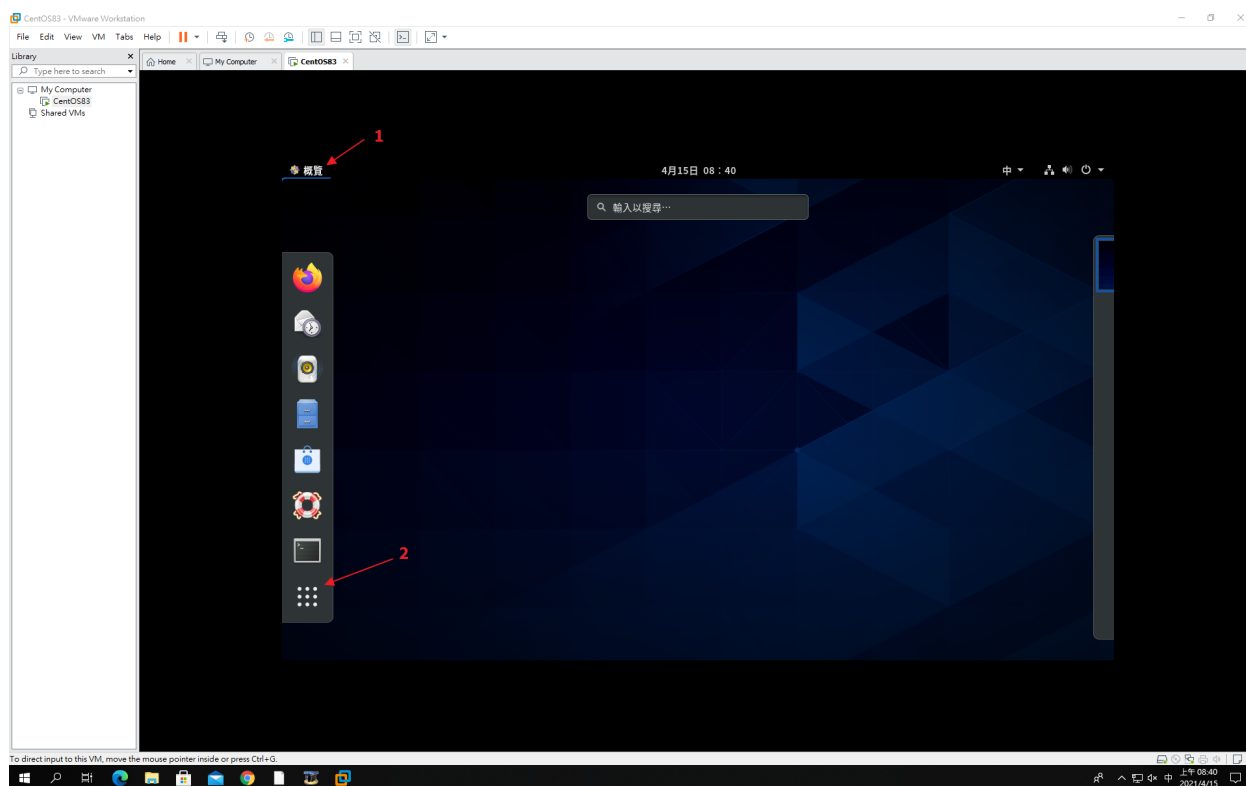 CentOS83 - VMware Workstation
File Edit View VM Tabs Help
Library
Type here to search
My Computer
CentOS83
Shared VMs
Home
My Computer
CentOS83
1
概覽
4月15日 08：40
中
輸入以搜尋…
2
To direct input to this VM, move the mouse pointer inside or press Ctrl+G.
中
上午 08:40
2021/4/15